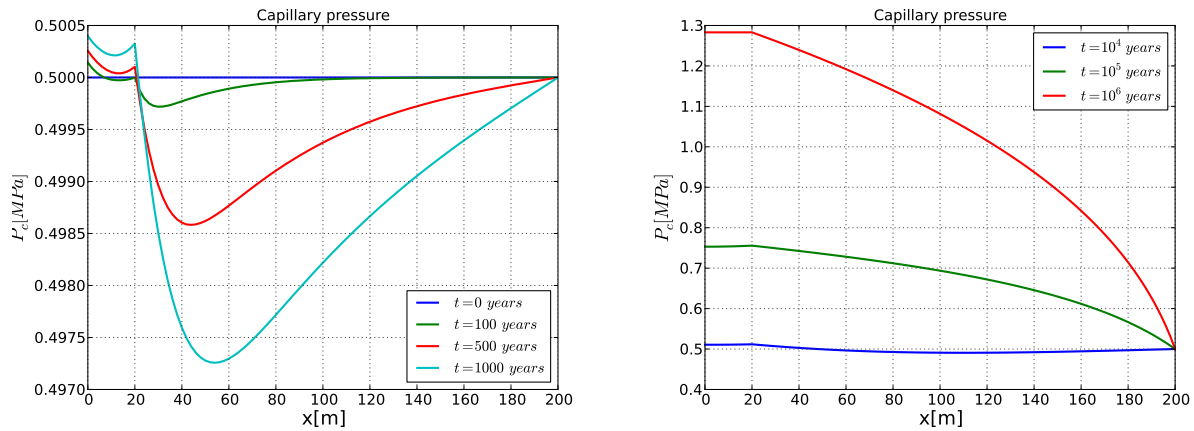 Capillary pressure
0.5005
0.5000
0.4995
0.4990
0.4985
0.4980
0.4975
0.4970
P_c[MPa]
0 20 40 60 80 100 120 140 160 180 200
x[m]
t=0 years
t=100 years
t=500 years
t=1000 years
Capillary pressure
1.3
1.2
1.1
1.0
0.9
0.8
0.7
0.6
0.5
0.4
P_c[MPa]
0 20 40 60 80 100 120 140 160 180 200
x[m]
t=10^4 years
t=10^5 years
t=10^6 years